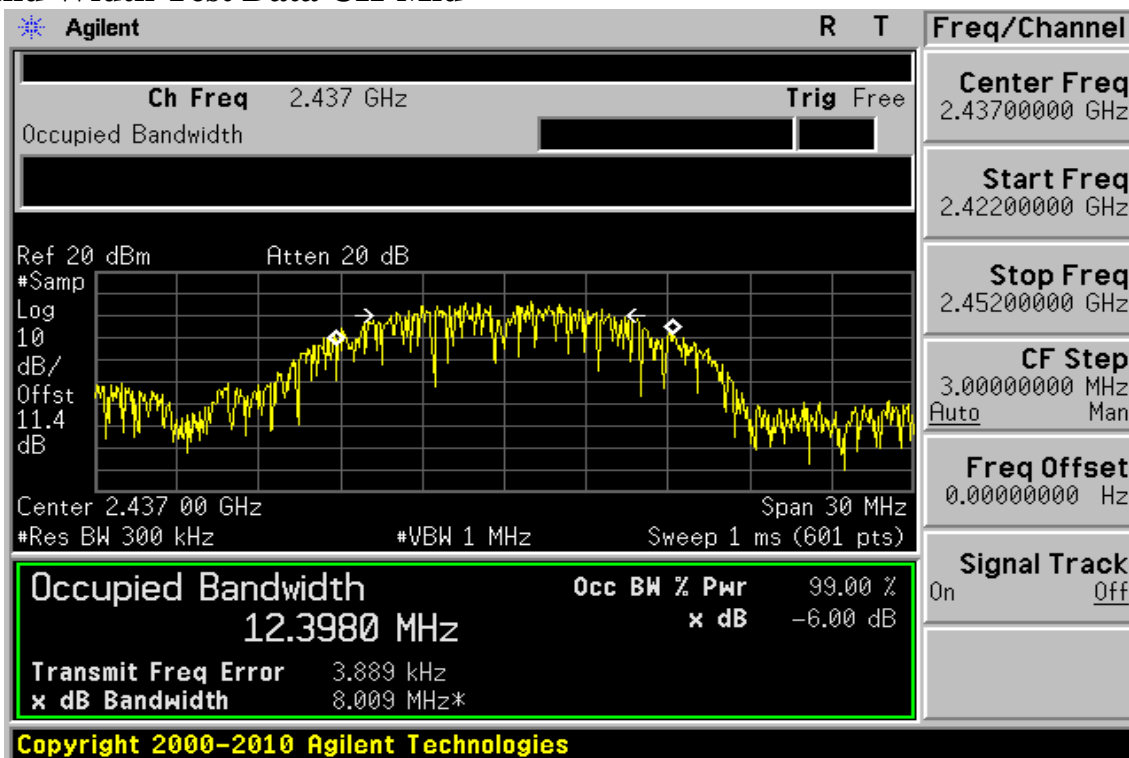 Agilent R T Freq/Channel
Ch Freq 2.437 GHz Trig Free
Occupied Bandwidth
Center Freq
2.43700000 GHz
Start Freq
2.42200000 GHz
Stop Freq
2.45200000 GHz
CF Step
3.00000000 MHz
Auto Man
Freq Offset
0.00000000 Hz
Signal Track
On Off
Ref 20 dBm Atten 20 dB
#Samp
Log
10
dB/
Offst
11.4
dB
Center 2.437 00 GHz Span 30 MHz
#Res BW 300 kHz #VBW 1 MHz Sweep 1 ms (601 pts)
Occupied Bandwidth Occ BW % Pwr 99.00 %
12.3980 MHz x dB -6.00 dB
Transmit Freq Error 3.889 kHz
x dB Bandwidth 8.009 MHz*
Copyright 2000-2010 Agilent Technologies